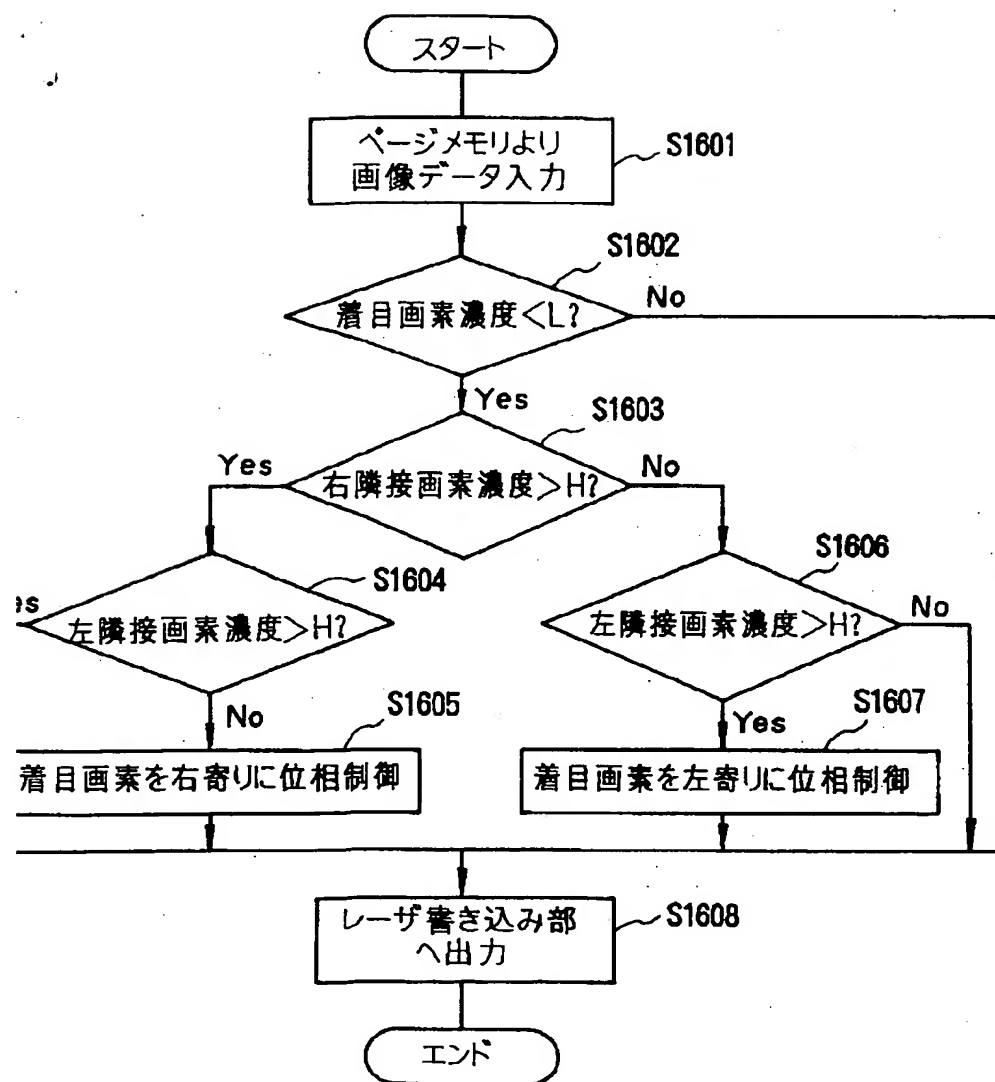 スタート
ページメモリより
画像データ入力
S1601
S1602
着目画素濃度<L?
No
Yes
S1603
Yes
右隣接画素濃度>H?
No
S1604
S1606
es
左隣接画素濃度>H?
左隣接画素濃度>H?
No
No
S1605
Yes
S1607
着目画素を右寄りに位相制御
着目画素を左寄りに位相制御
レーザ書き込み部
へ出力
S1608
エンド